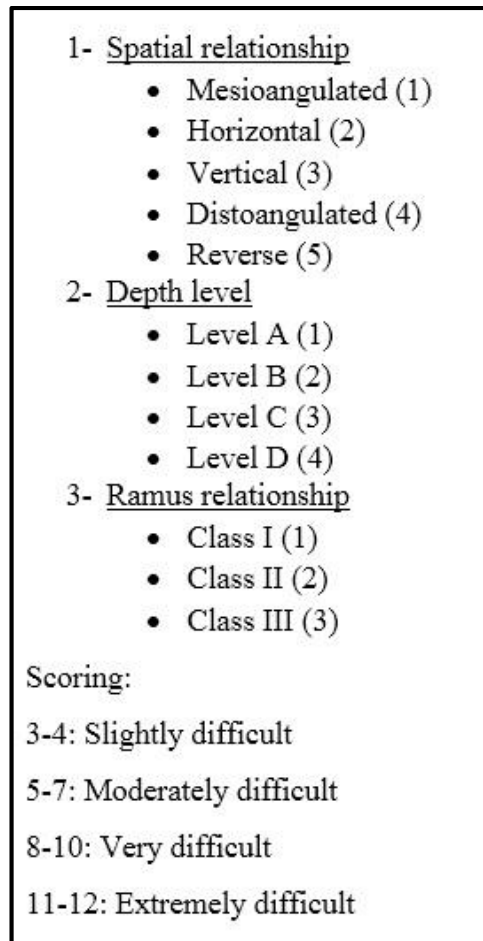 1- Spatial relationship
• Mesioangulated (1)
• Horizontal (2)
• Vertical (3)
• Distoangulated (4)
• Reverse (5)
2- Depth level
• Level A (1)
• Level B (2)
• Level C (3)
• Level D (4)
3- Ramus relationship
• Class I (1)
• Class II (2)
• Class III (3)
Scoring:
3-4: Slightly difficult
5-7: Moderately difficult
8-10: Very difficult
11-12: Extremely difficult